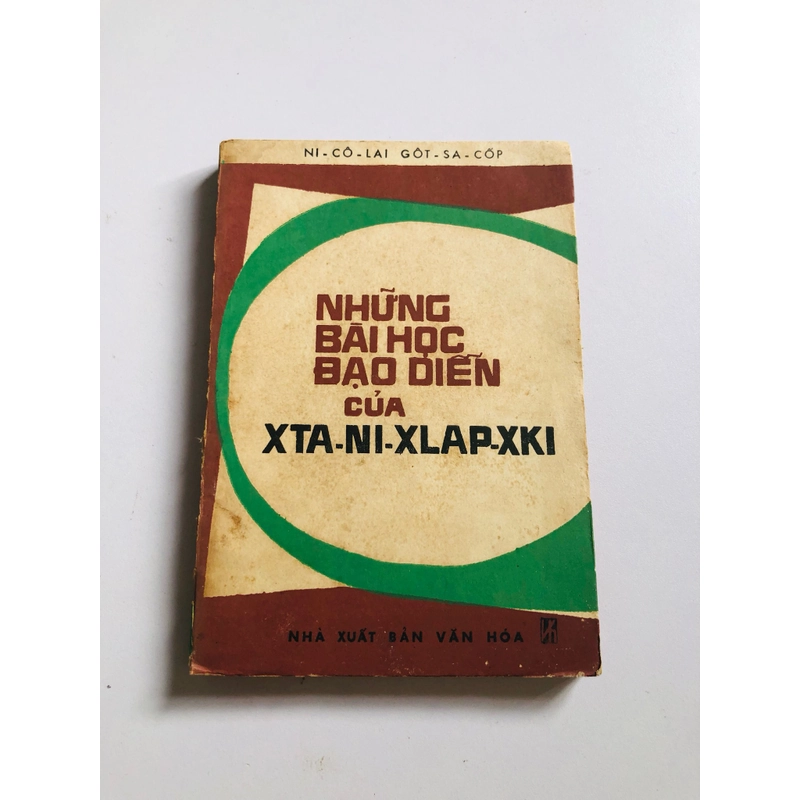 NI-CÔ-LAI GÔT-SA-CỐP
NHỮNG
BÀI HỌC
ĐẠO DIỄN
CỦA
XTA-NI-XLAP-XKI
NHÀ XUẤT BẢN VĂN HÓA